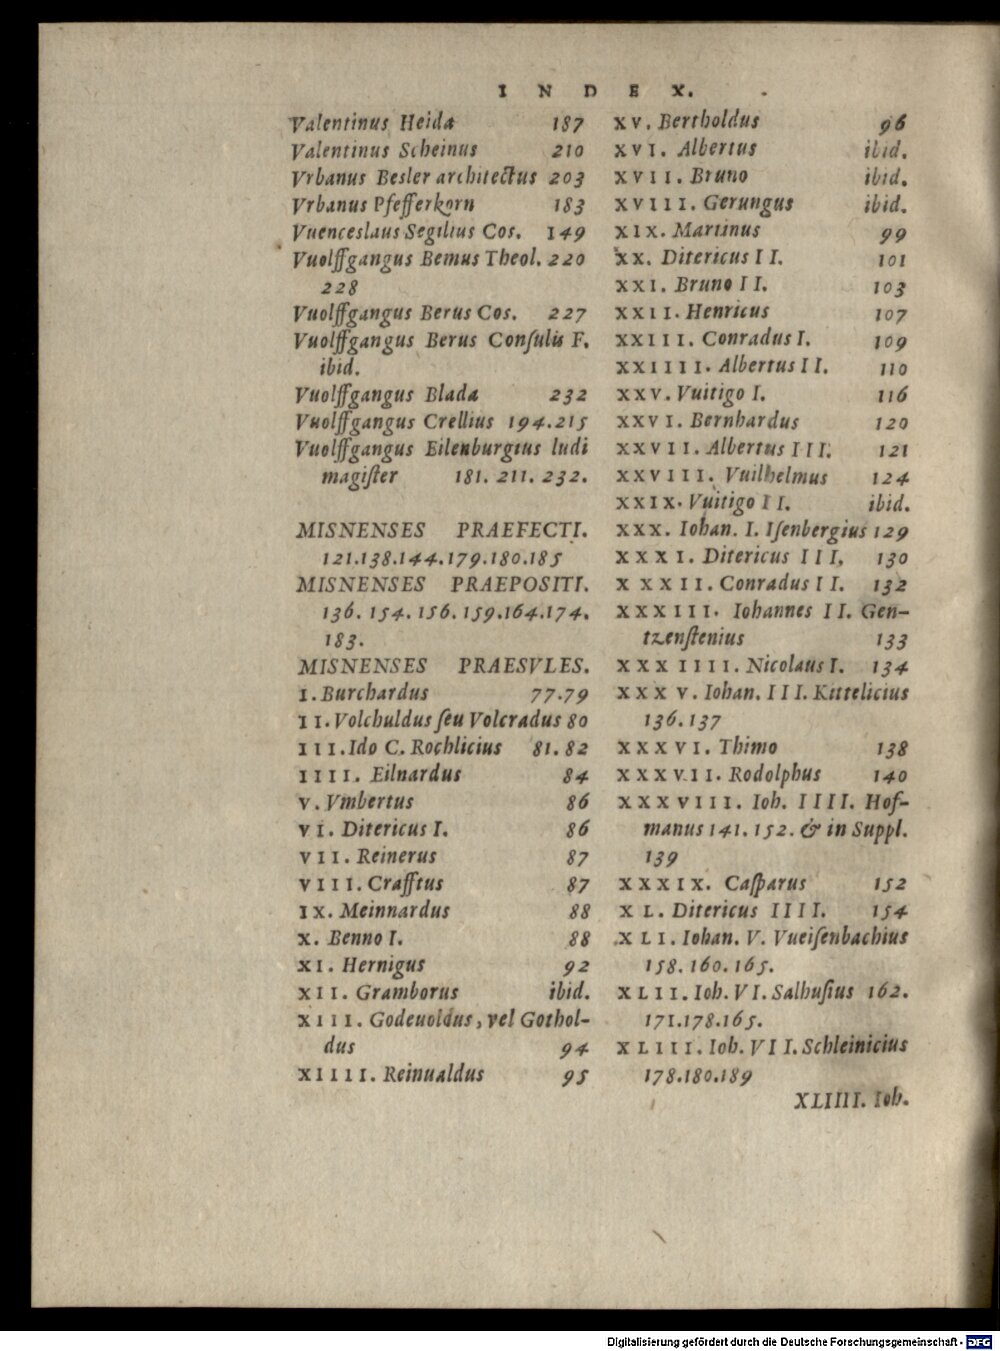 INDEX.
Valentinus Heida 187
Valentinus Scheinus 210
Vrbanus Besler architectus 203
Vrbanus Pfefferkorn 183
Vuenceslaus Segilius Cos. 149
Vuolffgangus Bemus Theol. 220
228
Vuolffgangus Berus Cos. 227
Vuolffgangus Berus Conſulis F.
ibid.
Vuolffgangus Blada 232
Vuolffgangus Crellius 194.215
Vuolffgangus Eilenburgius ludi
magiſter 181. 211. 232.
MISNENSES PRAEFECTI.
121.138.144.179.180.185
MISNENSES PRAEPOSITI.
136. 154. 156. 159.164.174.
183.
MISNENSES PRAESVLES.
I. Burchardus 77.79
II. Volchuldus ſeu Volcradus 80
III. Ido C. Rochlicius 81. 82
IIII. Eilnardus 84
V. Vmbertus 86
VI. Ditericus I. 86
VII. Reinerus 87
VIII. Crafftus 87
IX. Meinnardus 88
X. Benno I. 88
XI. Hernigus 92
XII. Gramborus ibid.
XIII. Godeuoldus, vel Gothol-
dus 94
XIIII. Reinualdus 95
XV. Bertholdus 96
XVI. Albertus ibid.
XVII. Bruno ibid.
XVIII. Gerungus ibid.
XIX. Martinus 99
XX. Ditericus II. 101
XXI. Bruno II. 103
XXII. Henricus 107
XXIII. Conradus I. 109
XXIIII. Albertus II. 110
XXV. Vuitigo I. 116
XXVI. Bernhardus 120
XXVII. Albertus III. 121
XXVIII. Vuilhelmus 124
XXIX. Vuitigo II. ibid.
XXX. Iohan. I. Iſenbergius 129
XXXI. Ditericus III, 130
XXXII. Conradus II. 132
XXXIII. Iohannes II. Gen-
tzenſtenius 133
XXXIIII. Nicolaus I. 134
XXXV. Iohan. III. Kittelicius
136.137
XXXVI. Thimo 138
XXXVII. Rodolphus 140
XXXVIII. Ioh. IIII. Hof-
manus 141. 152. & in Suppl.
139
XXXIX. Caſparus 152
XL. Ditericus IIII. 154
XLI. Iohan. V. Vueiſenbachius
158. 160. 165.
XLII. Ioh. VI. Salhuſius 162.
171.178.165.
XLIII. Ioh. VII. Schleinicius
178.180.189
XLIIII. Ioh.
Digitalisierung gefördert durch die Deutsche Forschungsgemeinschaft - DFG